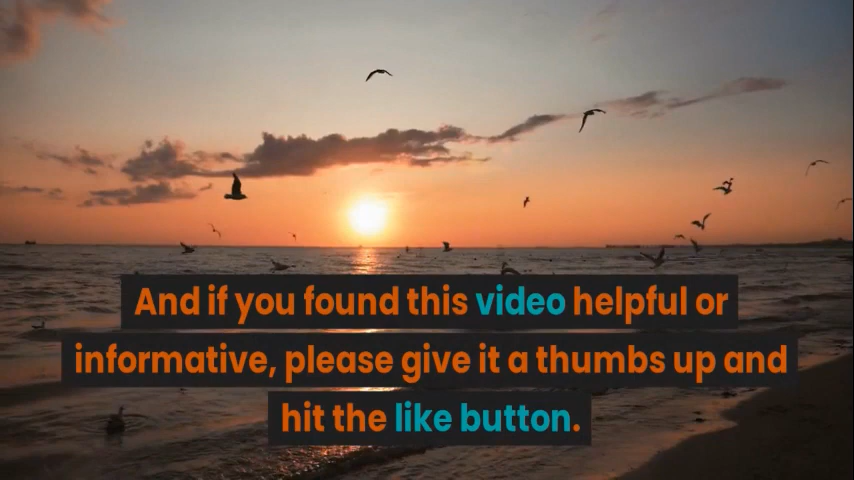 And if you found this video helpful or
informative, please give it a thumbs up and
hit the like button.